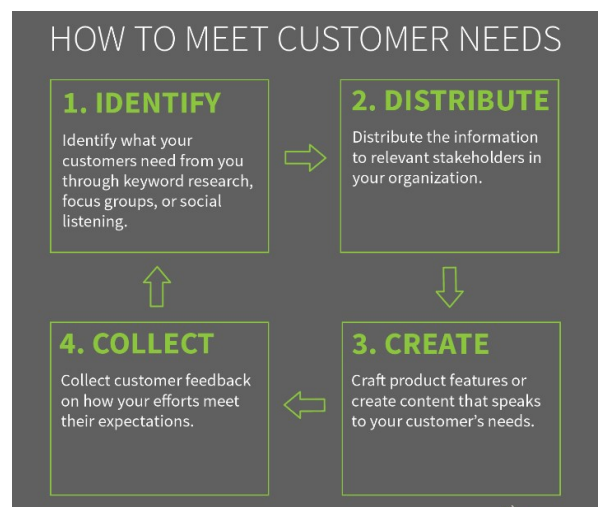 HOW TO MEET CUSTOMER NEEDS
1. IDENTIFY
Identify what your
customers need from you
through keyword research,
focus groups, or social
listening.
2. DISTRIBUTE
Distribute the information
to relevant stakeholders in
your organization.
3. CREATE
Craft product features or
create content that speaks
to your customer's needs.
4. COLLECT
Collect customer feedback
on how your efforts meet
their expectations.